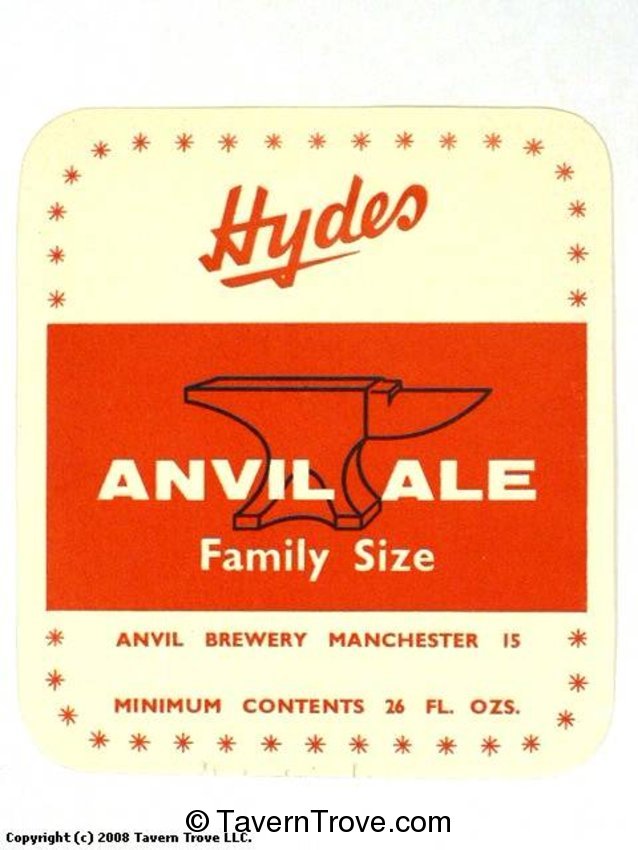 Hydes
ANVIL ALE
Family Size
ANVIL BREWERY MANCHESTER 15
MINIMUM CONTENTS 26 FL. OZS.
© TavernTrove.com
Copyright (c) 2008 Tavern Trove LLC.